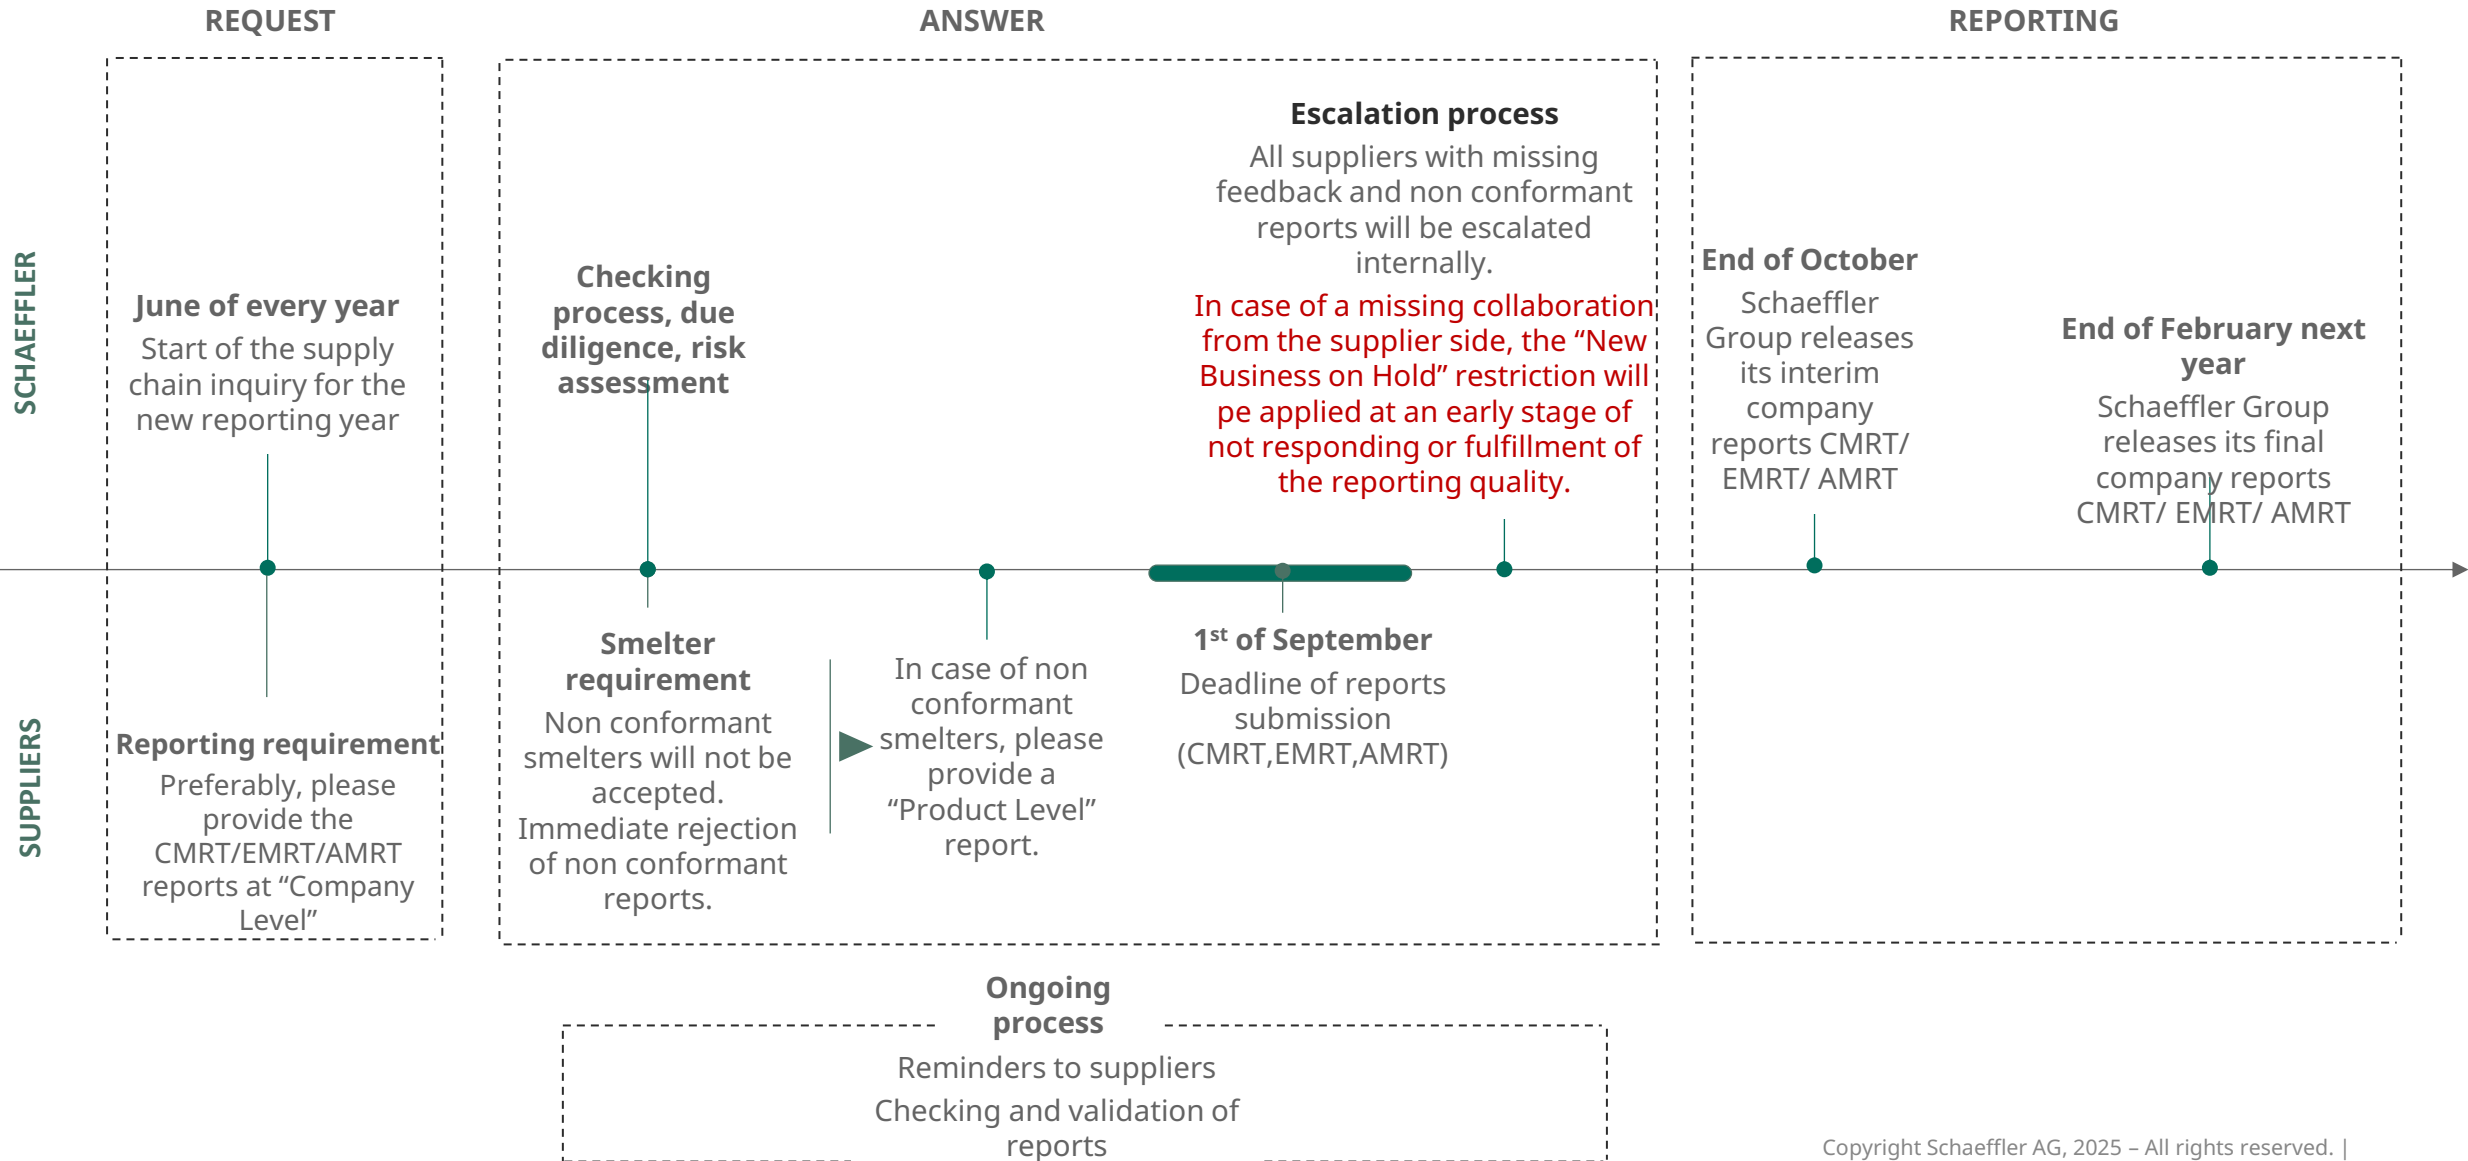 REQUEST
ANSWER
REPORTING
SCHAEFFLER
June of every year
Start of the supply
chain inquiry for the
new reporting year
Checking
process, due
diligence, risk
assessment
Escalation process
All suppliers with missing
feedback and non conformant
reports will be escalated
internally.
In case of a missing collaboration
from the supplier side, the “New
Business on Hold” restriction will
pe applied at an early stage of
not responding or fulfillment of
the reporting quality.
End of October
Schaeffler
Group releases
its interim
company
reports CMRT/
EMRT/ AMRT
End of February next
year
Schaeffler Group
releases its final
company reports
CMRT/ EMRT/ AMRT
SUPPLIERS
Reporting requirement
Preferably, please
provide the
CMRT/EMRT/AMRT
reports at “Company
Level”
Smelter
requirement
Non conformant
smelters will not be
accepted.
Immediate rejection
of non conformant
reports.
In case of non
conformant
smelters, please
provide a
“Product Level”
report.
1st of September
Deadline of reports
submission
(CMRT,EMRT,AMRT)
Ongoing
process
Reminders to suppliers
Checking and validation of
reports
Copyright Schaeffler AG, 2025 – All rights reserved. |